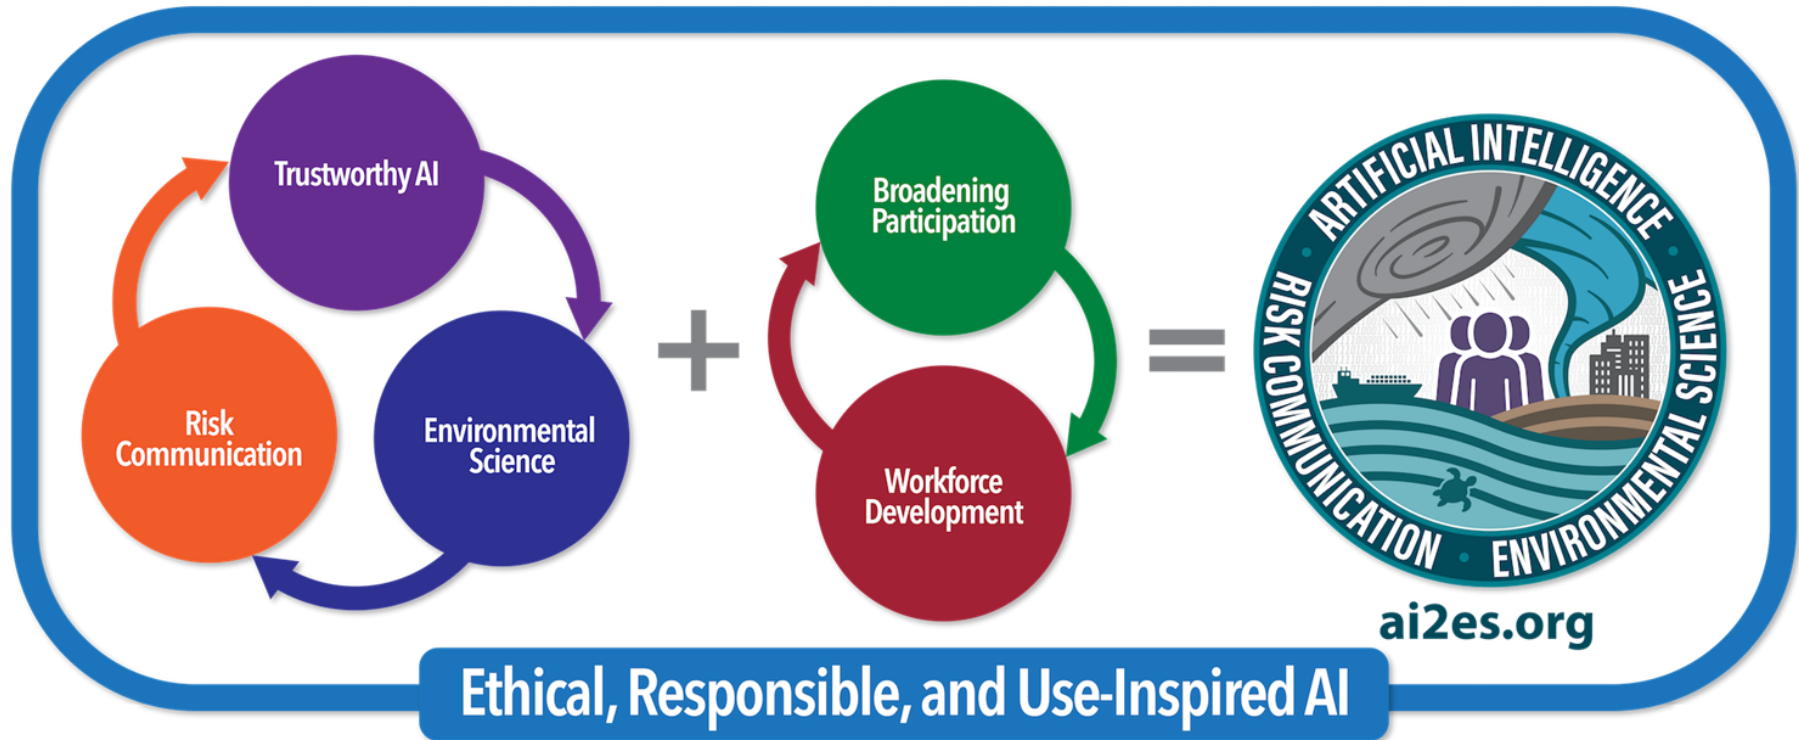 Trustworthy AI
Risk
Communication
Environmental
Science
+
Broadening
Participation
Workforce
Development
=
ARTIFICIAL INTELLIGENCE
RISK COMMUNICATION
ENVIRONMENTAL SCIENCE
ai2es.org
Ethical, Responsible, and Use-Inspired AI